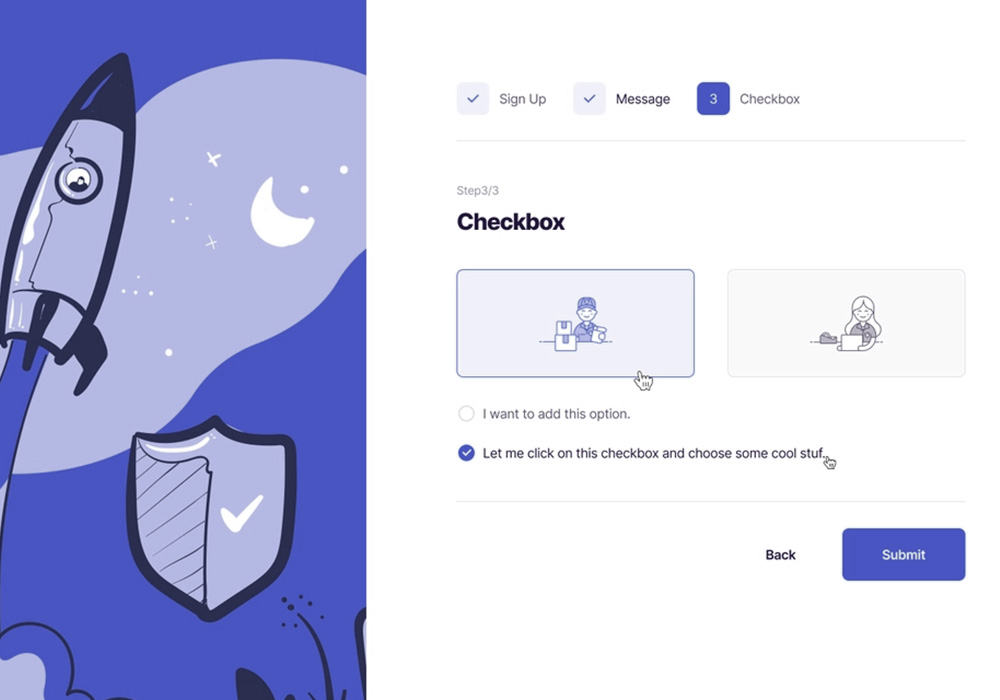 Sign Up
Message
3
Checkbox
Step3/3
Checkbox
I want to add this option.
Let me click on this checkbox and choose some cool stuf.
Back
Submit